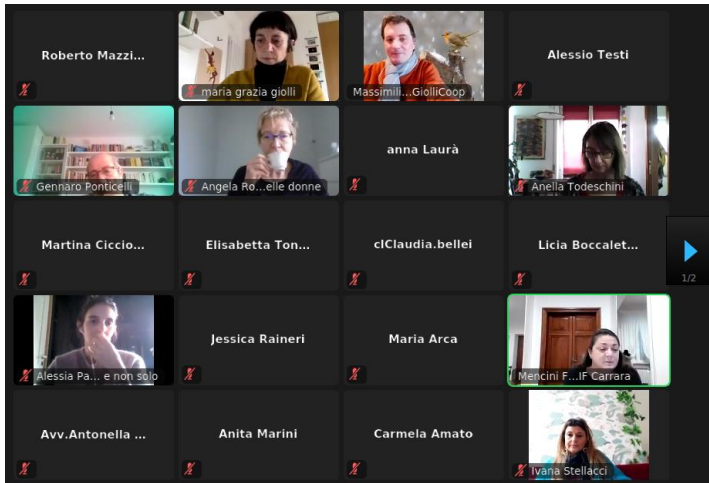 Roberto Mazzi...
maria grazia giolli
Massimili...GiolliCoop
Alessio Testi
Gennaro Ponticelli
Angela Ro...elle donne
anna Laurà
Anella Todeschini
Martina Ciccio...
Elisabetta Ton...
clClaudia.bellei
Licia Boccalet...
1/2
Alessia Pa... e non solo
Jessica Raineri
Maria Arca
Mencini F...IF Carrara
Avv.Antonella ...
Anita Marini
Carmela Amato
Ivana Stellacci